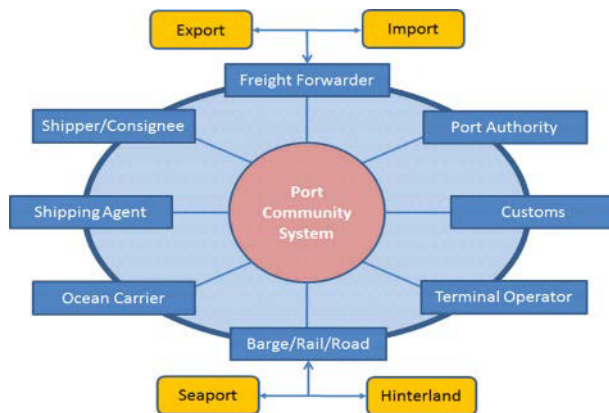 Export
Import
Freight Forwarder
Shipper/Consignee
Port Authority
Port
Community
System
Shipping Agent
Customs
Ocean Carrier
Terminal Operator
Barge/Rail/Road
Seaport
Hinterland